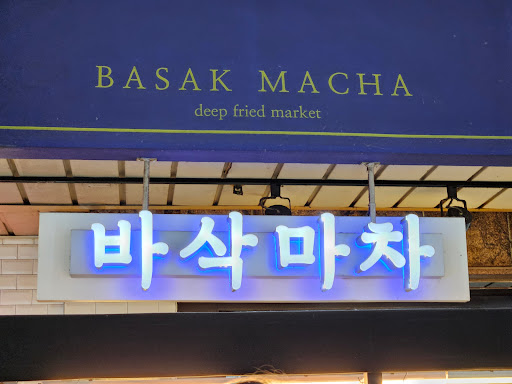 BASAK MACHA
deep fried market
바삭마차